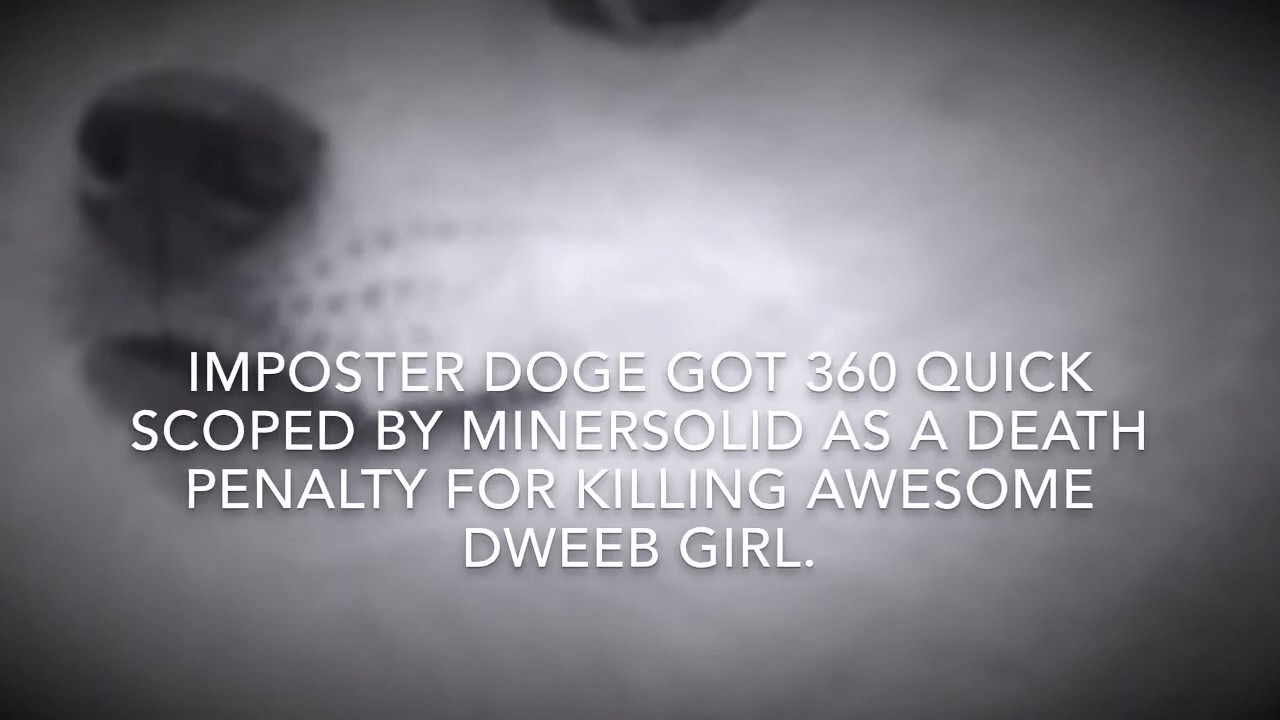 IMPOSTER DOGE GOT 360 QUICK
SCOPED BY MINERSOLID AS A DEATH
PENALTY FOR KILLING AWESOME
DWEEB GIRL.